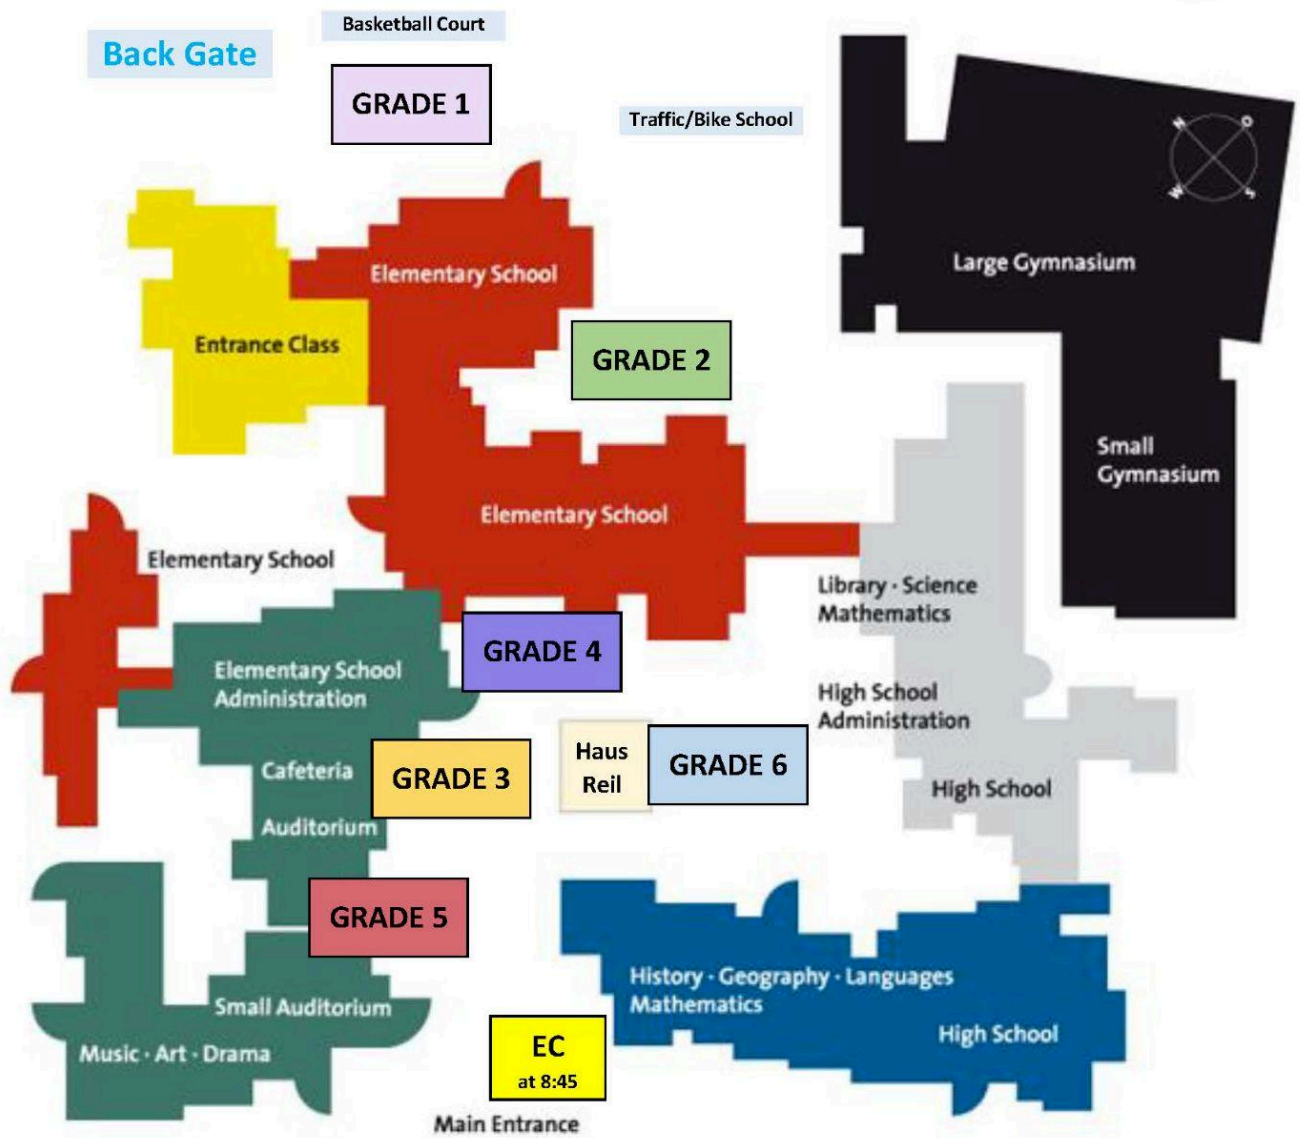 Basketball Court
Back Gate
GRADE 1
Traffic/Bike School
N
O
W
S
Large Gymnasium
Elementary School
Entrance Class
GRADE 2
Small
Gymnasium
Elementary School
Elementary School
Library · Science
Mathematics
GRADE 4
Elementary School
Administration
High School
Administration
Cafeteria
GRADE 3
Haus
Reil
GRADE 6
High School
Auditorium
GRADE 5
History · Geography · Languages
Mathematics
Small Auditorium
High School
Music · Art · Drama
EC
at 8:45
Main Entrance